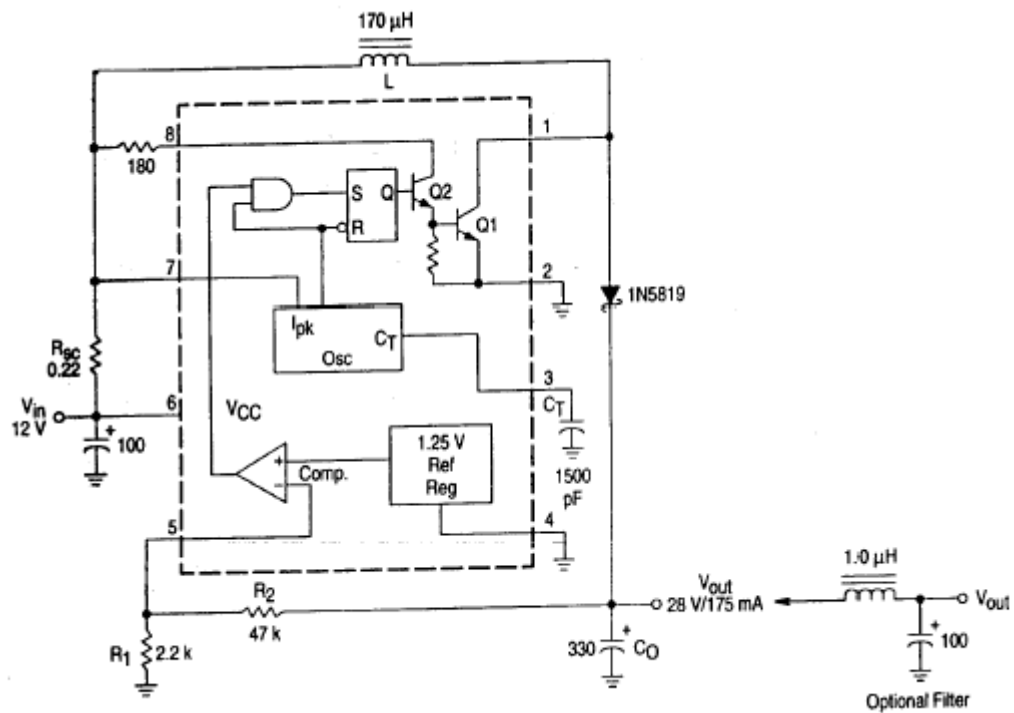 170 µH
L
8
1
180
S
Q
Q2
R
Q1
7
2
1N5819
Ipk
CT
Osc
Rsc
0.22
3
CT
Vin
12 V
6
VCC
+
100
1.25 V
Ref
Reg
+
Comp.
–
1500
pF
5
4
1.0 µH
R2
47 k
Vout
28 V/175 mA
Vout
R1
2.2 k
330
+
CO
+
100
Optional Filter